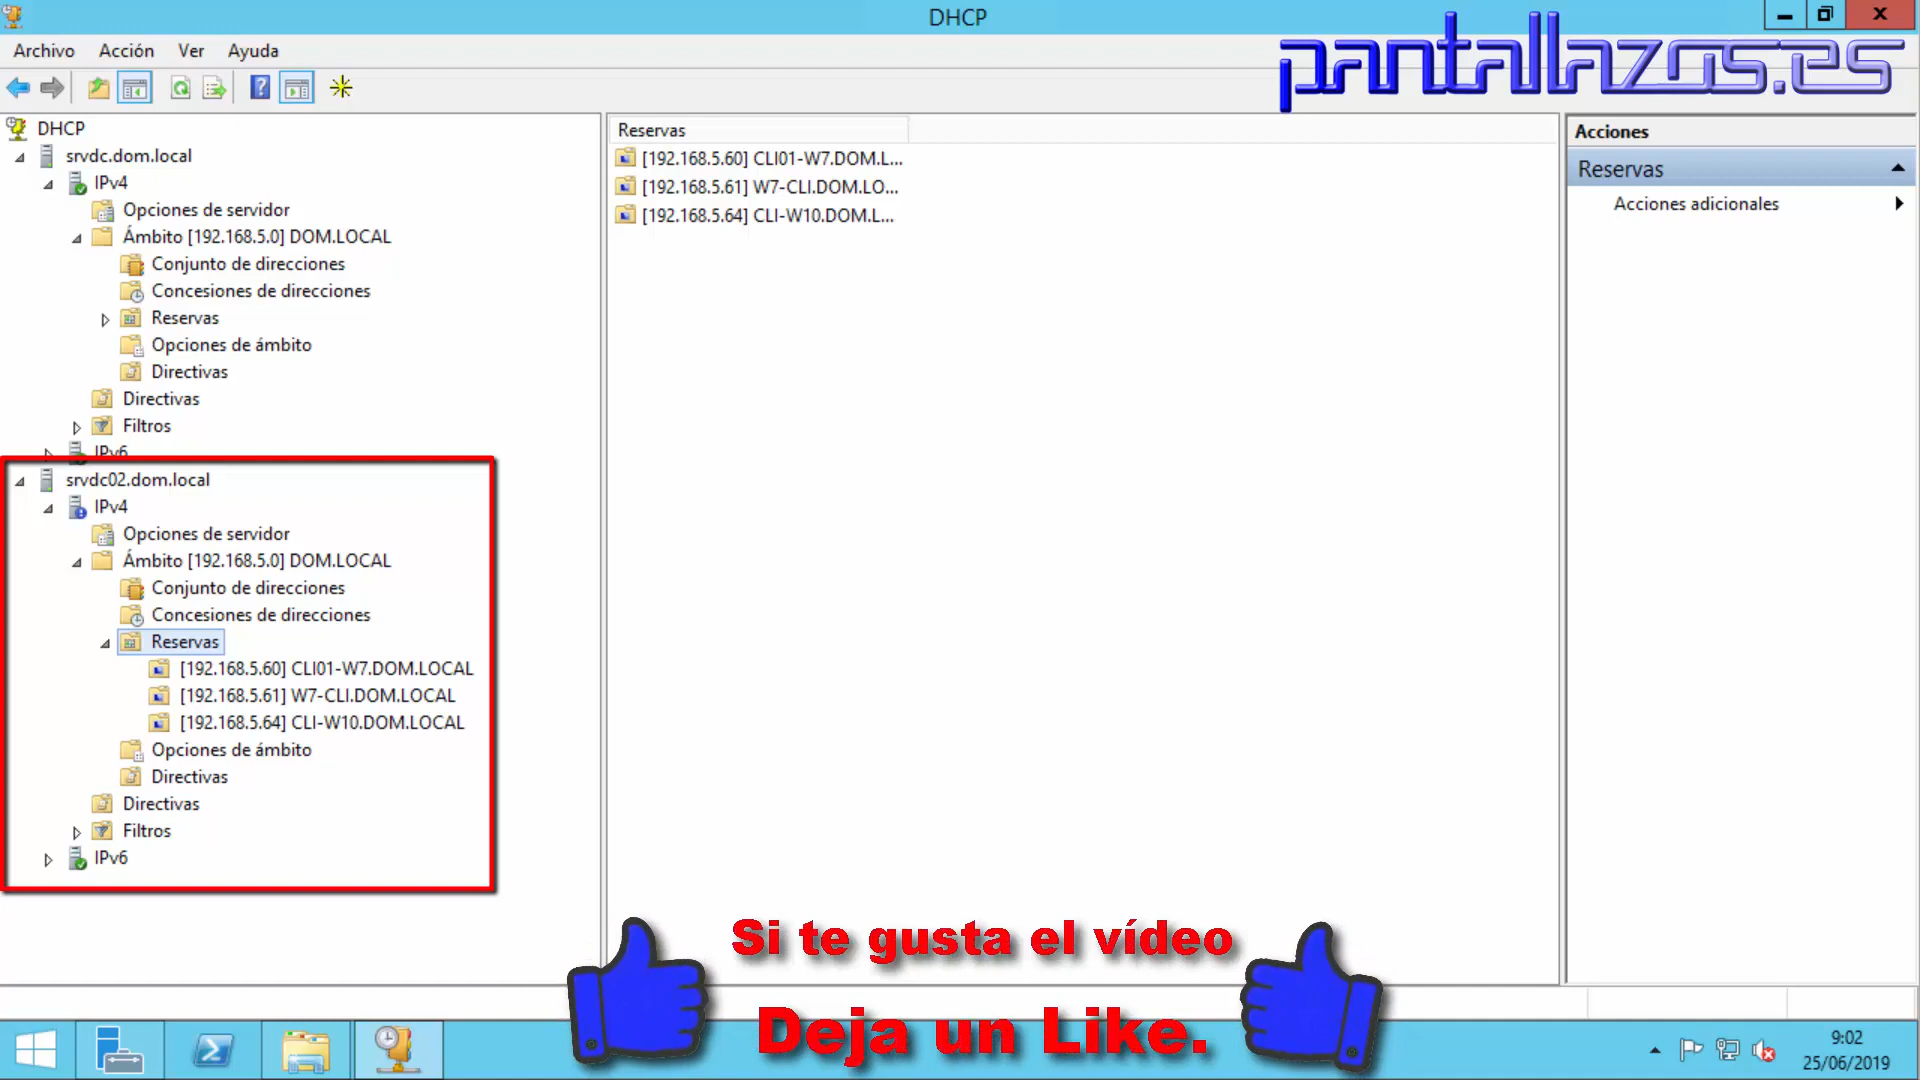 DHCP
pantallazos.es
Archivo Acción Ver Ayuda
DHCP
srvdc.dom.local
IPv4
Opciones de servidor
Ámbito [192.168.5.0] DOM.LOCAL
Conjunto de direcciones
Concesiones de direcciones
Reservas
Opciones de ámbito
Directivas
Directivas
Filtros
IPv6
srvdc02.dom.local
IPv4
Opciones de servidor
Ámbito [192.168.5.0] DOM.LOCAL
Conjunto de direcciones
Concesiones de direcciones
Reservas
[192.168.5.60] CLI01-W7.DOM.LOCAL
[192.168.5.61] W7-CLI.DOM.LOCAL
[192.168.5.64] CLI-W10.DOM.LOCAL
Opciones de ámbito
Directivas
Directivas
Filtros
IPv6
Reservas
[192.168.5.60] CLI01-W7.DOM.L...
[192.168.5.61] W7-CLI.DOM.LO...
[192.168.5.64] CLI-W10.DOM.L...
Acciones
Reservas
Acciones adicionales
Si te gusta el vídeo
Deja un Like.
9:02
25/06/2019